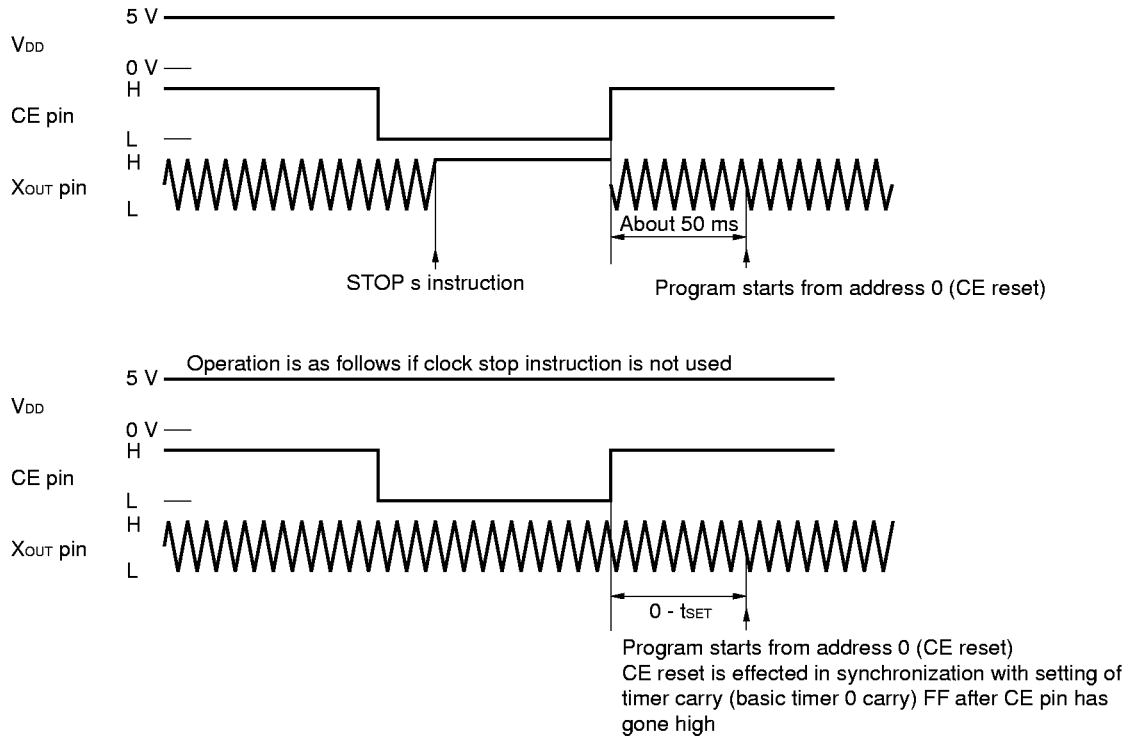 5 V
VDD
0 V
H
CE pin
L
H
XOUT pin
L
About 50 ms
STOP s instruction
Program starts from address 0 (CE reset)
Operation is as follows if clock stop instruction is not used
5 V
VDD
0 V
H
CE pin
L
H
XOUT pin
L
0 - tSET
Program starts from address 0 (CE reset)
CE reset is effected in synchronization with setting of
timer carry (basic timer 0 carry) FF after CE pin has
gone high